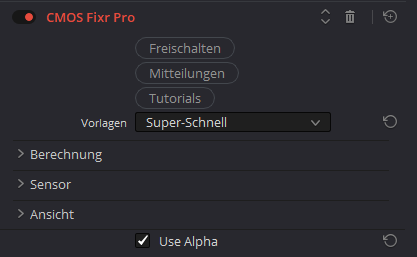 CMOS Fixr Pro
Freischalten
Mitteilungen
Tutorials
Vorlagen Super-Schnell
Berechnung
Sensor
Ansicht
Use Alpha